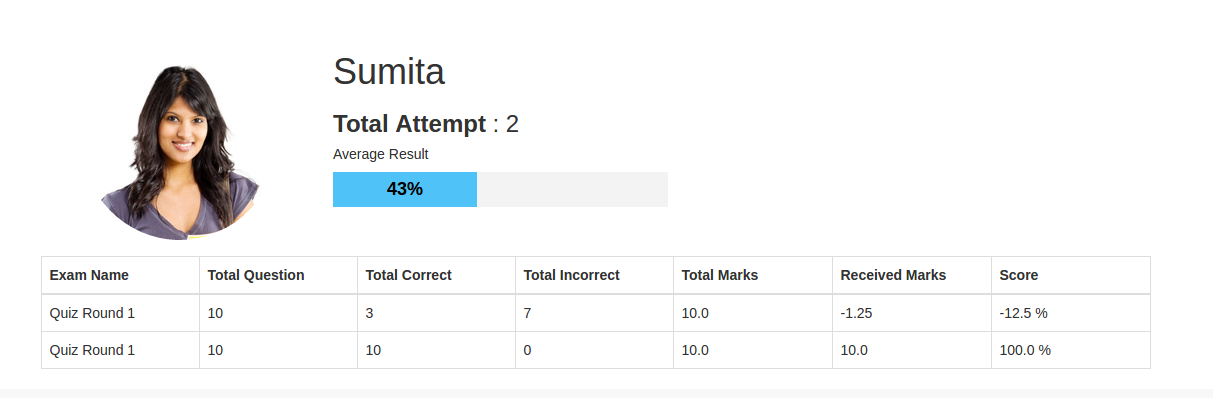 Sumita
Total Attempt : 2
Average Result
43%
Exam Name Total Question Total Correct Total Incorrect Total Marks Received Marks Score
Quiz Round 1 10 3 7 10.0 -1.25 -12.5 %
Quiz Round 1 10 10 0 10.0 10.0 100.0 %